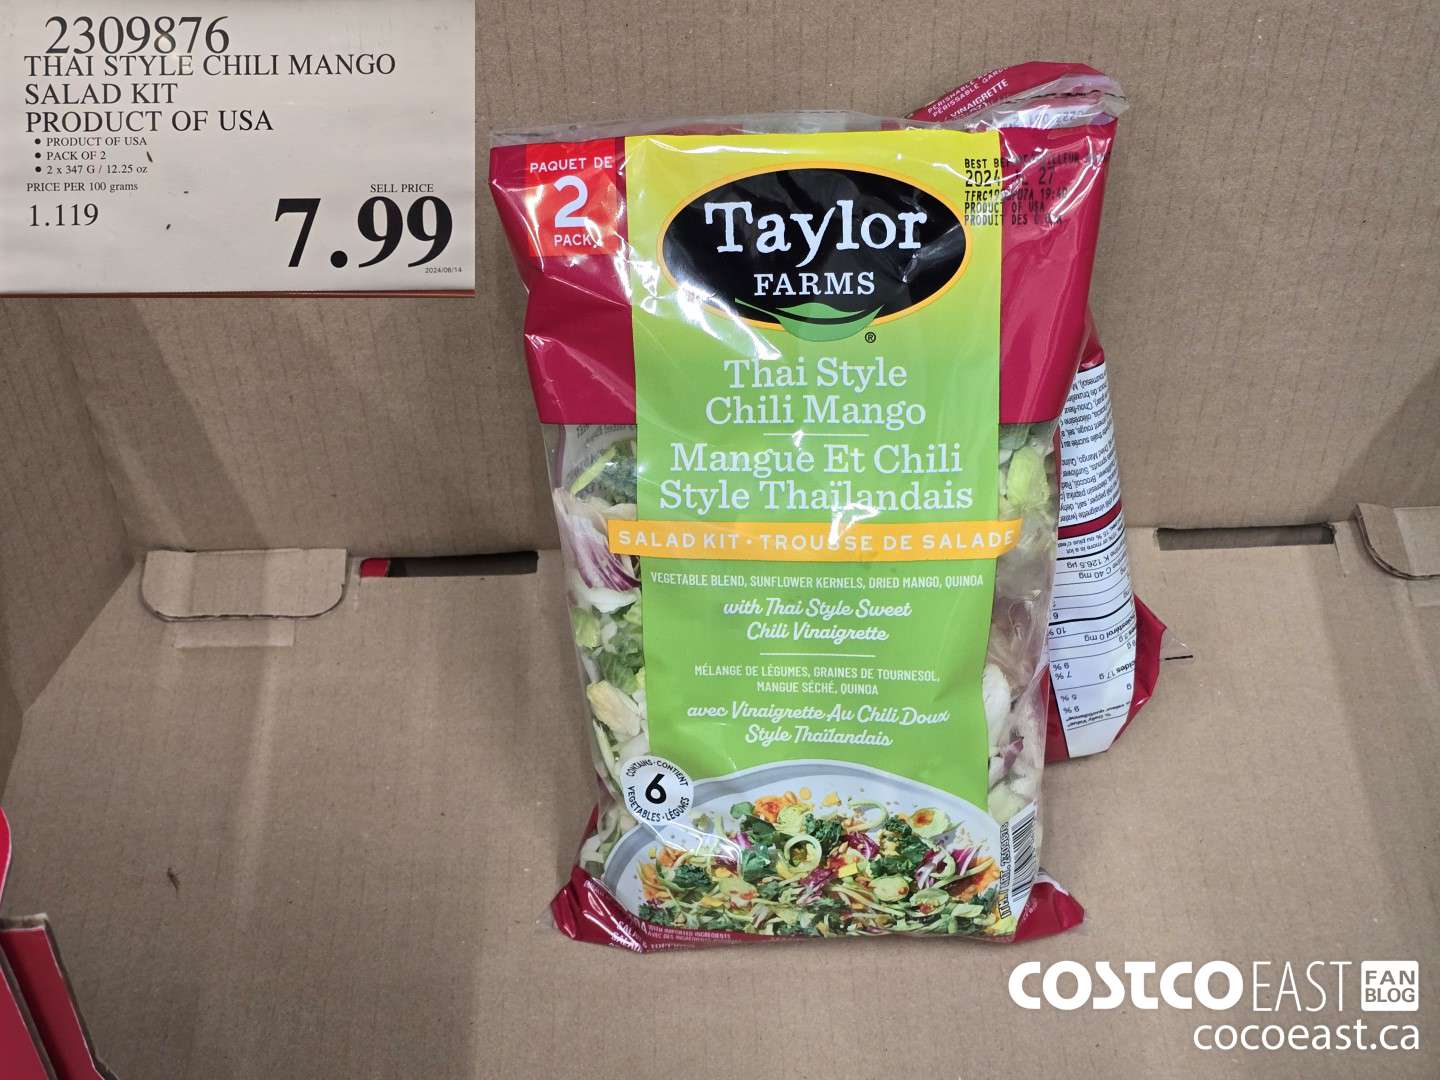 2309876
THAI STYLE CHILI MANGO
SALAD KIT
PRODUCT OF USA
• PRODUCT OF USA
• PACK OF 2
• 2 x 347 G / 12.25 oz
PRICE PER 100 grams
1.119
SELL PRICE
7.99
2024/08/14
PAQUET DE
2
PACK
BEST
2024 27
PRODUCT OF USA
PRODUIT DES
VINAIGRETTE
Taylor
FARMS
®
Thai Style
Chili Mango
Mangue Et Chili
Style Thaïlandais
SALAD KIT • TROUSSE DE SALADE
VEGETABLE BLEND, SUNFLOWER KERNELS, DRIED MANGO, QUINOA
with Thai Style Sweet
Chili Vinaigrette
MÉLANGE DE LÉGUMES, GRAINES DE TOURNESOL,
MANGUE SÉCHÉ, QUINOA
avec Vinaigrette Au Chili Doux
Style Thaïlandais
CONTAINS • CONTIENT
6
VEGETABLES • LÉGUMES
COSTCO EAST FAN BLOG
cocoeast.ca